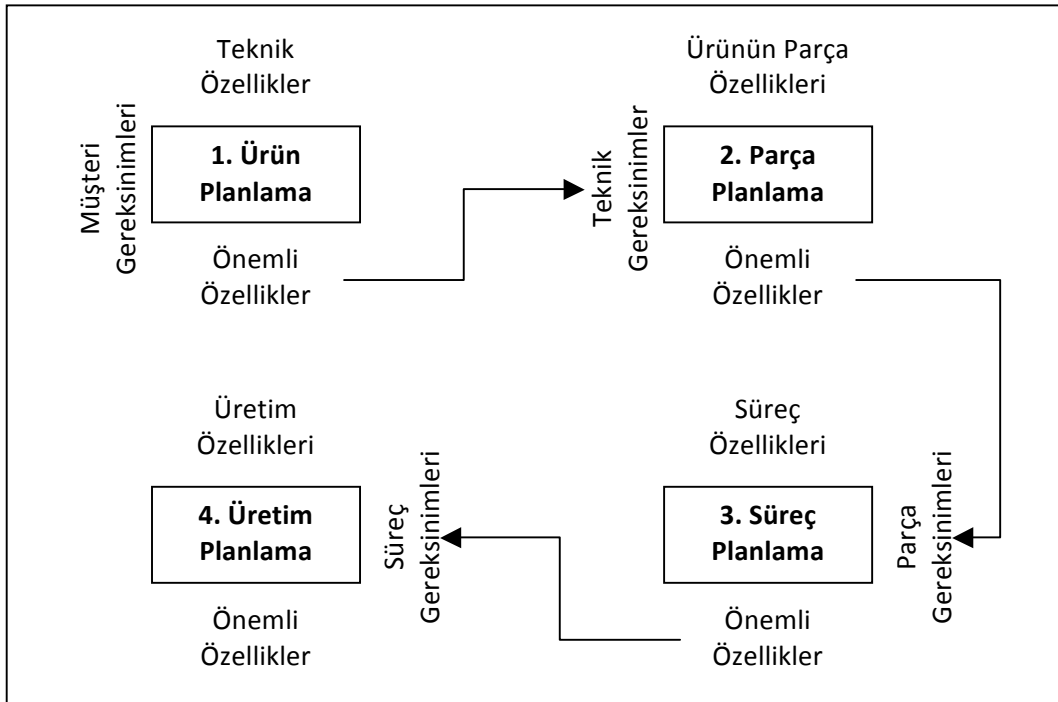 Teknik
Özellikler
Müşteri
Gereksinimleri
1. Ürün
Planlama
Önemli
Özellikler
Ürünün Parça
Özellikleri
Teknik
Gereksinimler
2. Parça
Planlama
Önemli
Özellikler
Süreç
Özellikleri
3. Süreç
Planlama
Parça
Gereksinimleri
Önemli
Özellikler
Üretim
Özellikleri
4. Üretim
Planlama
Süreç
Gereksinimleri
Önemli
Özellikler